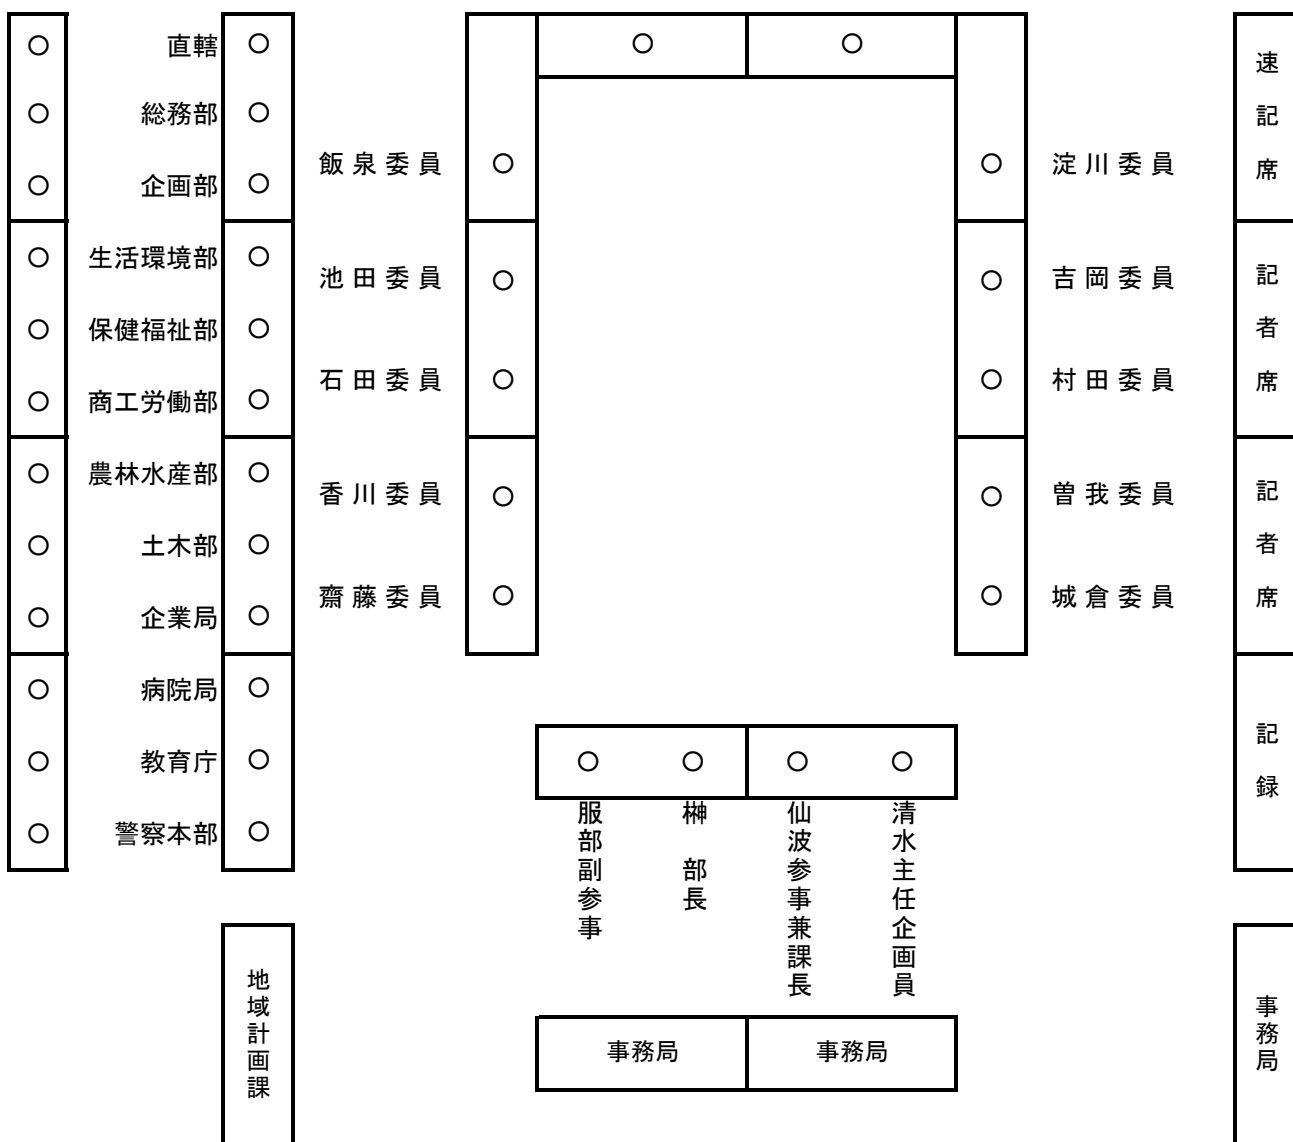 直轄
総務部
企画部
生活環境部
保健福祉部
商工労働部
農林水産部
土木部
企業局
病院局
教育庁
警察本部
地域計画課
飯泉委員
池田委員
石田委員
香川委員
齋藤委員
淀川委員
吉岡委員
村田委員
曽我委員
城倉委員
服部副参事
榊　部長
仙波参事兼課長
清水主任企画員
事務局
事務局
速記席
記者席
記者席
記録
事務局